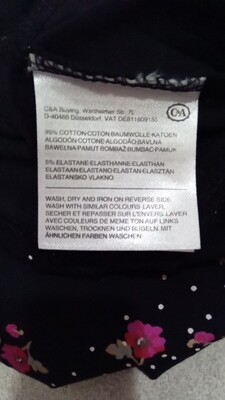 C&A Buying, Wanheimer Str. 70
D-40468 Düsseldorf, VAT DE811609155
C&A
95% COTTON-COTON-BAUMWOLLE-KATOEN
ALGODÓN-COTONE-ALGODÃO-BAVLNA
BAWEŁNA-PAMUT-BOMBAŽ-BUMBAC-PAMUK
5% ELASTANE-ELASTHANNE-ELASTHAN
ELASTAAN-ELASTANO-ELASTAN-ELASZTÁN
ELASTANSKO VLAKNO
WASH, DRY AND IRON ON REVERSE SIDE.
WASH WITH SIMILAR COLOURS-LAVER,
SECHER ET REPASSER SUR L'ENVERS.LAVER
AVEC COULEURS DE MEME TON OU FONCE-
WASCHEN, TROCKNEN UND BÜGELN. MIT
ÄHNLICHEN FARBEN WASCHEN